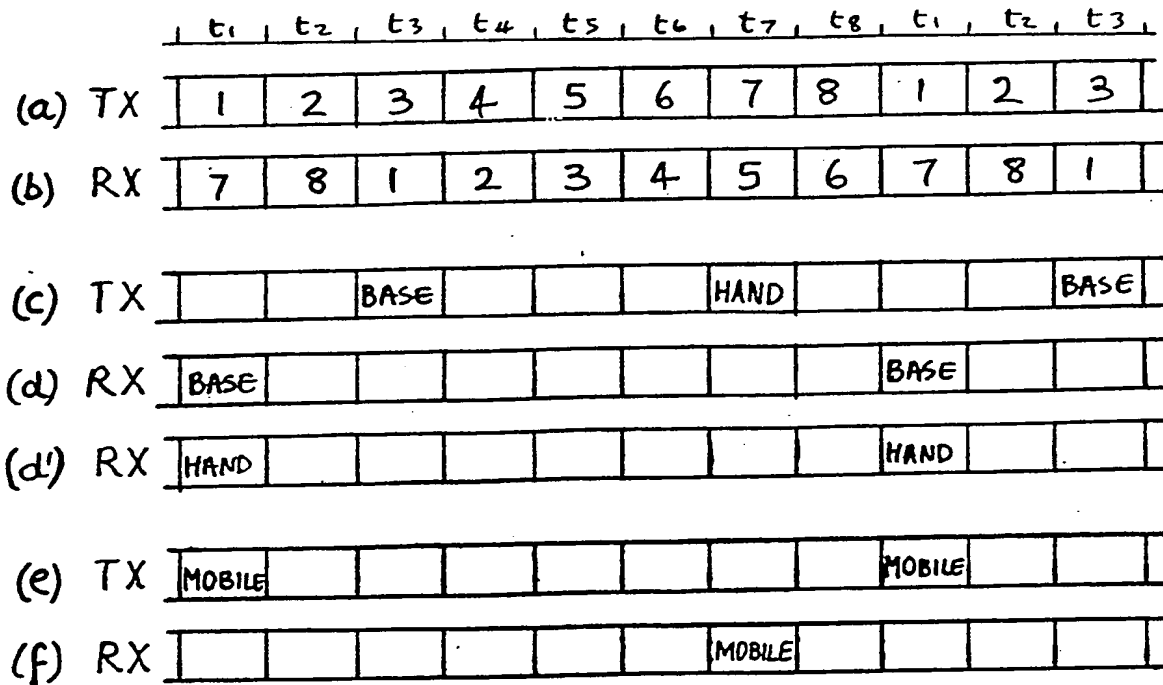 t1 t2 t3 t4 t5 t6 t7 t8 t1 t2 t3
(a) TX 1 2 3 4 5 6 7 8 1 2 3
(b) RX 7 8 1 2 3 4 5 6 7 8 1
(c) TX BASE HAND BASE
(d) RX BASE BASE
(d') RX HAND HAND
(e) TX MOBILE MOBILE
(f) RX MOBILE